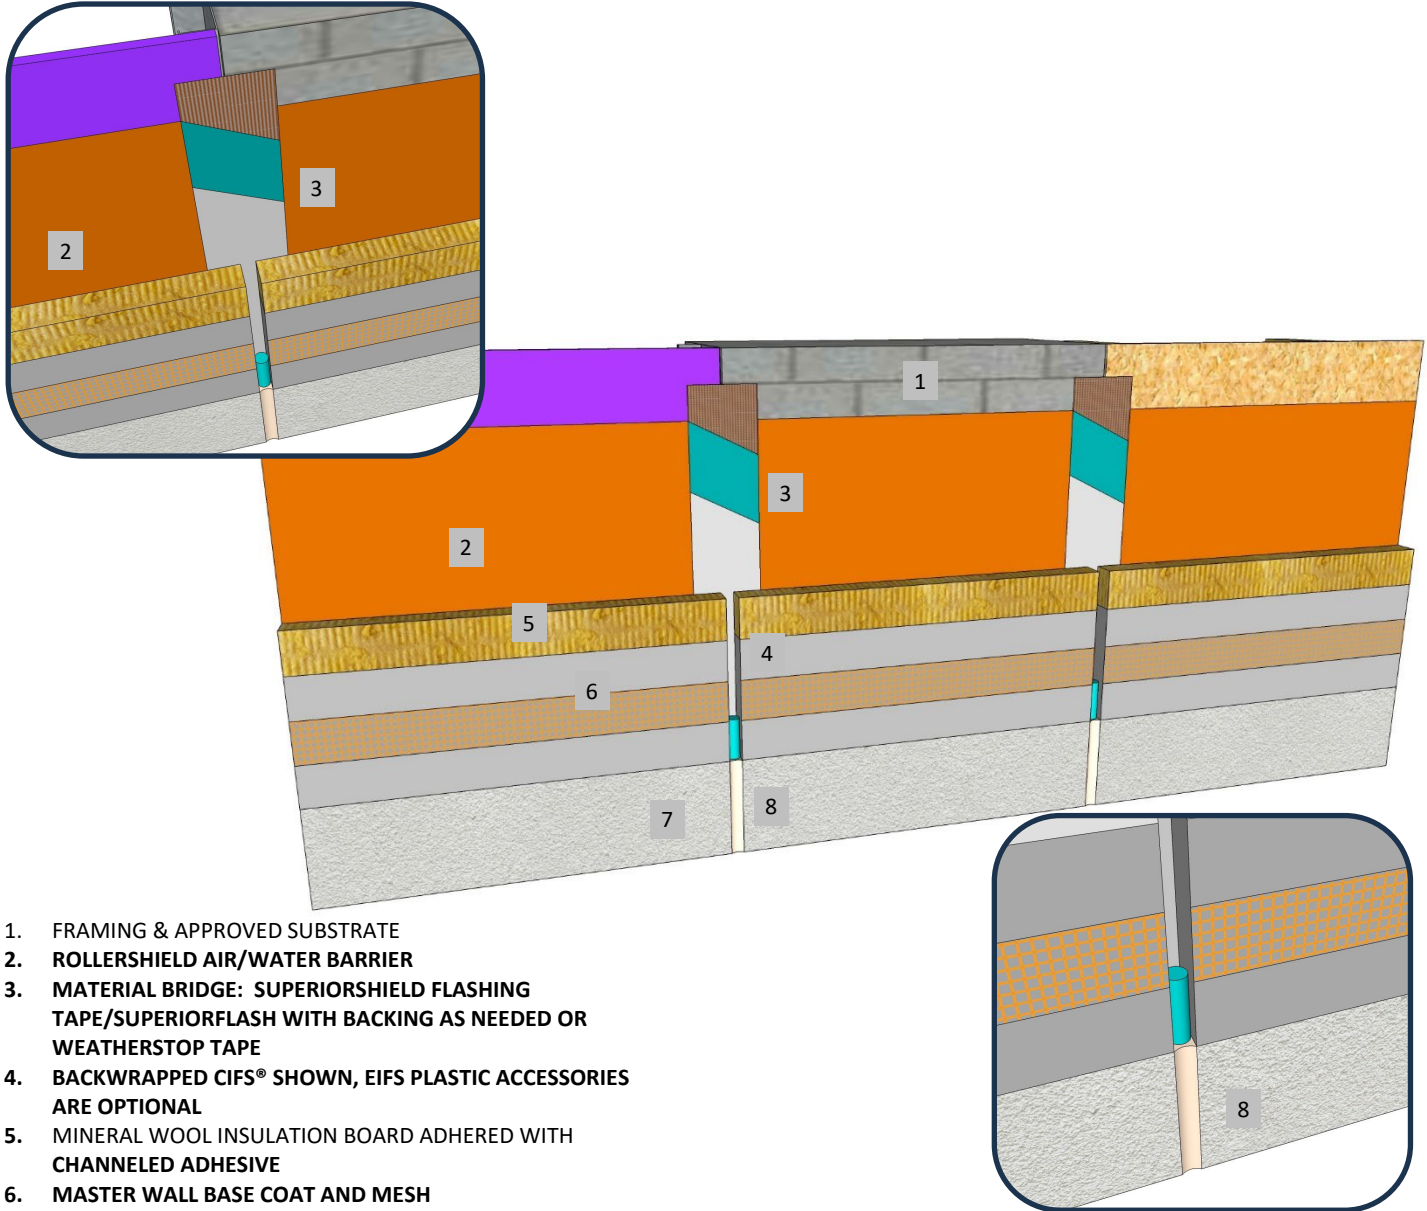 3
2
1
3
2
5
4
6
7
8
8
1. FRAMING & APPROVED SUBSTRATE
2. ROLLERSHIELD AIR/WATER BARRIER
3. MATERIAL BRIDGE: SUPERIORSHIELD FLASHING
TAPE/SUPERIORFLASH WITH BACKING AS NEEDED OR
WEATHERSTOP TAPE
4. BACKWRAPPED CIFS® SHOWN, EIFS PLASTIC ACCESSORIES
ARE OPTIONAL
5. MINERAL WOOL INSULATION BOARD ADHERED WITH
CHANNELED ADHESIVE
6. MASTER WALL BASE COAT AND MESH